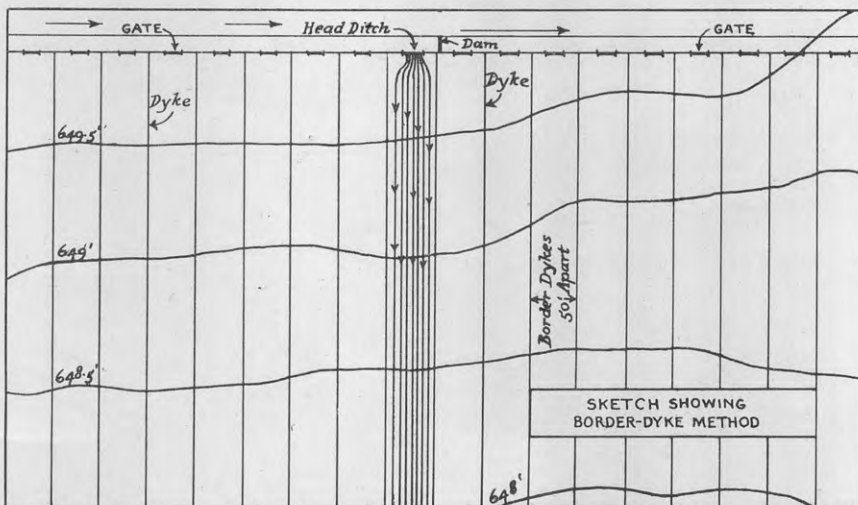 GATE
Head Ditch
Dam
GATE
Dyke
Dyke
649·5'
649'
Border-Dykes
50' Apart
648·5'
SKETCH SHOWING
BORDER-DYKE METHOD
648'